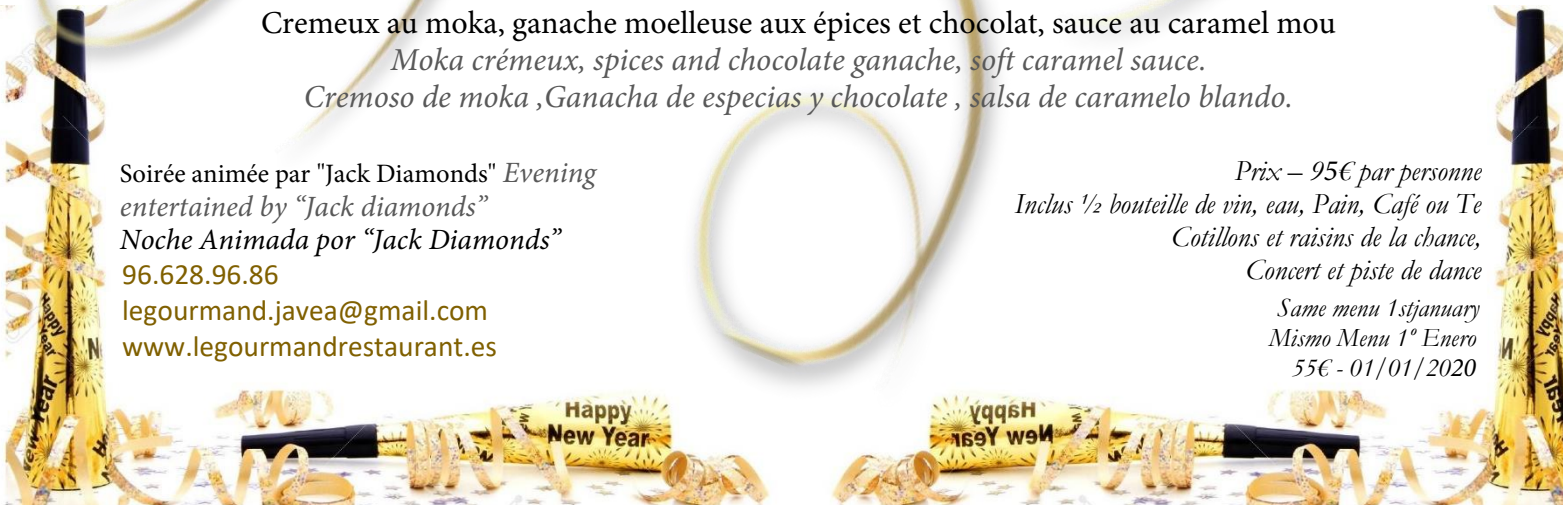 Cremeux au moka, ganache moelleuse aux épices et chocolat, sauce au caramel mou
Moka crémeux, spices and chocolate ganache, soft caramel sauce.
Cremoso de moka ,Ganacha de especias y chocolate , salsa de caramelo blando.
Soirée animée par "Jack Diamonds" Evening
entertained by “Jack diamonds”
Noche Animada por “Jack Diamonds”
96.628.96.86
legourmand.javea@gmail.com
www.legourmandrestaurant.es
Prix – 95€ par personne
Inclus ½ bouteille de vin, eau, Pain, Café ou Te
Cotillons et raisins de la chance,
Concert et piste de dance
Same menu 1stjanuary
Mismo Menu 1º Enero
55€ - 01/01/2020
Happy
New Year
Happy
New Year
Happy
New Year
Happy
Year